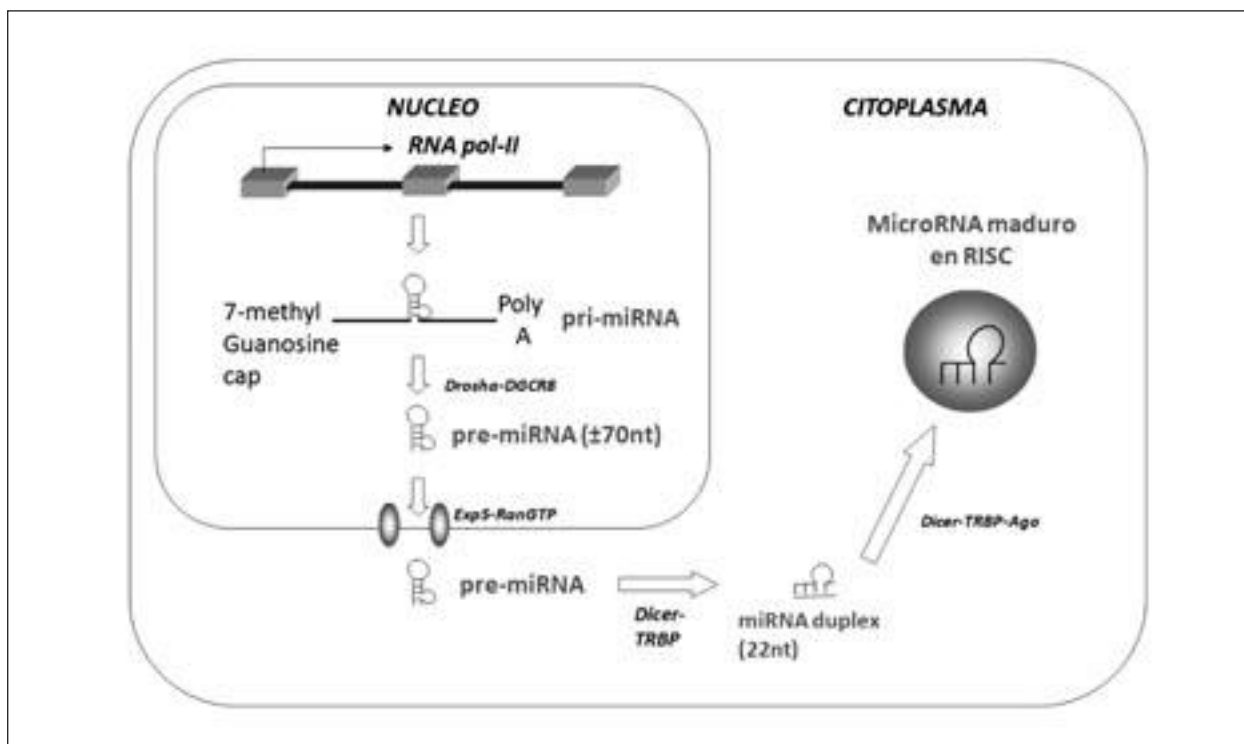 NUCLEO
RNA pol-II
7-methyl
Guanosine
cap
Poly
A
pri-miRNA
Drosha-DGCR8
pre-miRNA (±70nt)
Exp5-RanGTP
pre-miRNA
Dicer-
TRBP
miRNA duplex
(22nt)
CITOPLASMA
MicroRNA maduro
en RISC
Dicer-TRBP-Ago